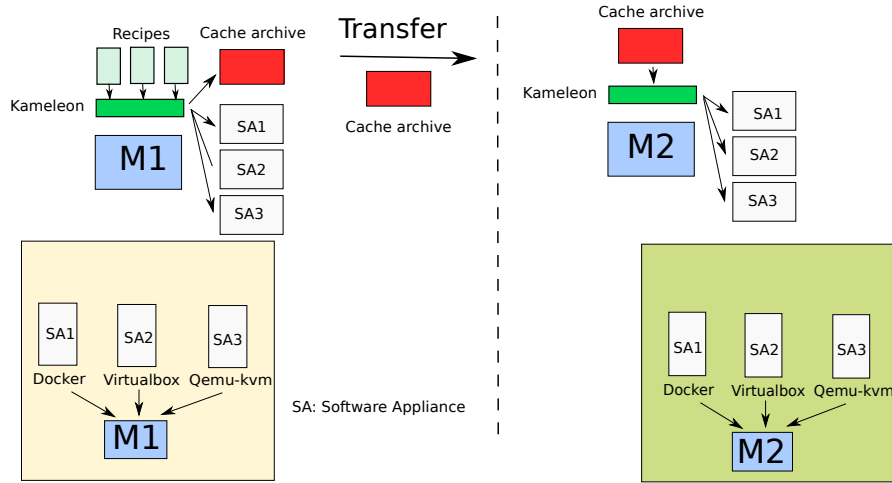 Recipes
Cache archive
Transfer
Cache archive
Kameleon
Cache archive
Kameleon
SA1
SA2
SA3
M1
SA1
SA2
SA3
M2
SA1
SA2
SA3
Docker
Virtualbox
Qemu-kvm
M1
SA: Software Appliance
SA1
SA2
SA3
Docker
Virtualbox
Qemu-kvm
M2